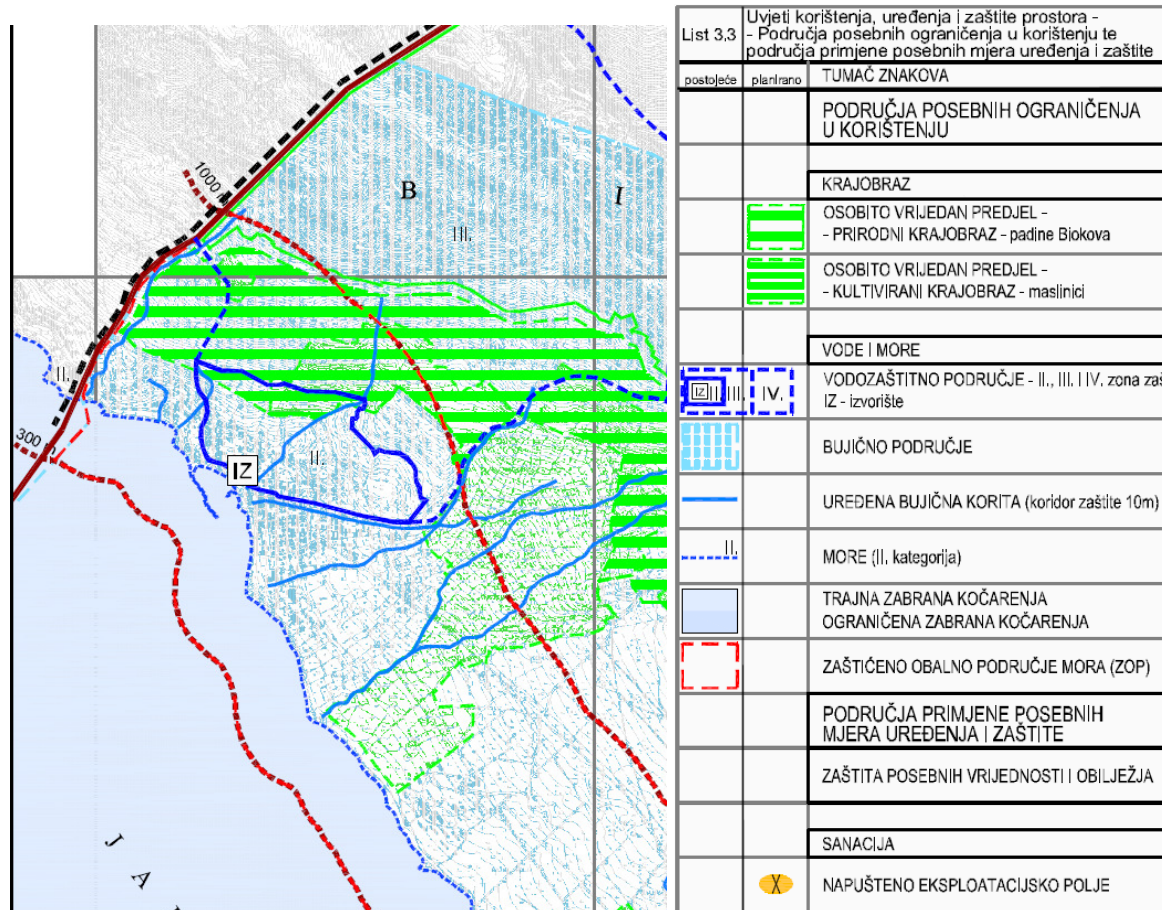 1000
B
I
III.
II.
300
IZ
II.
J
A
List 3.3
Uvjeti korištenja, uređenja i zaštite prostora -
- Područja posebnih ograničenja u korištenju te
područja primjene posebnih mjera uređenja i zaštite
postojeće
planirano
TUMAČ ZNAKOVA
PODRUČJA POSEBNIH OGRANIČENJA
U KORIŠTENJU
KRAJOBRAZ
OSOBITO VRIJEDAN PREDJEL -
- PRIRODNI KRAJOBRAZ - padine Biokova
OSOBITO VRIJEDAN PREDJEL -
- KULTIVIRANI KRAJOBRAZ - maslinici
VODE I MORE
IZ II. III. IV.
VODOZAŠTITNO PODRUČJE - II., III. I IV. zona zaš
IZ - izvorište
BUJIČNO PODRUČJE
UREĐENA BUJIČNA KORITA (koridor zaštite 10m)
II.
MORE (II. kategorija)
TRAJNA ZABRANA KOČARENJA
OGRANIČENA ZABRANA KOČARENJA
ZAŠTIĆENO OBALNO PODRUČJE MORA (ZOP)
PODRUČJA PRIMJENE POSEBNIH
MJERA UREĐENJA I ZAŠTITE
ZAŠTITA POSEBNIH VRIJEDNOSTI I OBILJEŽJA
SANACIJA
X
NAPUŠTENO EKSPLOATACIJSKO POLJE